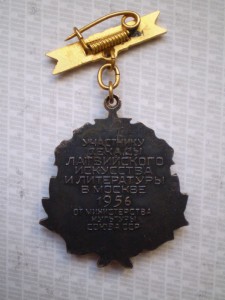 УЧАСТНИКУ
ДЕКАДЫ
ЛАТВИЙСКОГО
ИСКУССТВА
И ЛИТЕРАТУРЫ
В МОСКВЕ
1956
ОТ МИНИСТЕРСТВА
КУЛЬТУРЫ
СОЮЗА ССР